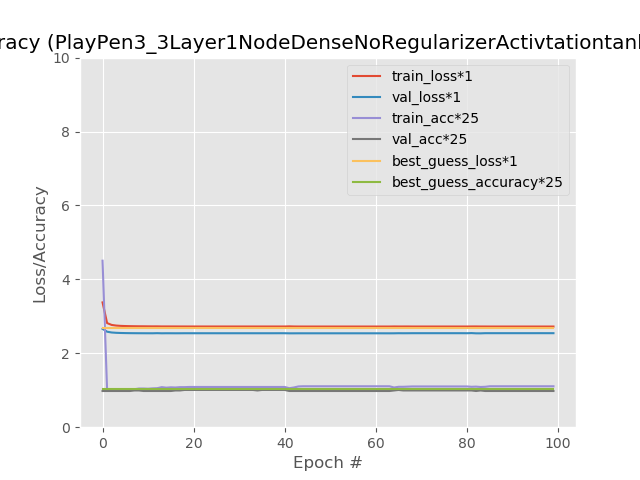 racy (PlayPen3_3Layer1NodeDenseNoRegularizerActivtationtanh
10
8
6
4
2
0
Loss/Accuracy
train_loss*1
val_loss*1
train_acc*25
val_acc*25
best_guess_loss*1
best_guess_accuracy*25
0 20 40 60 80 100
Epoch #